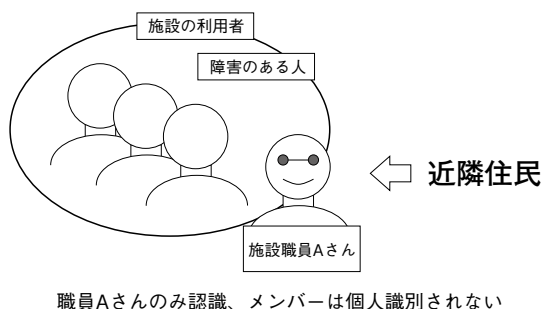 施設の利用者
障害のある人
近隣住民
施設職員Aさん
職員Aさんのみ認識、メンバーは個人識別されない